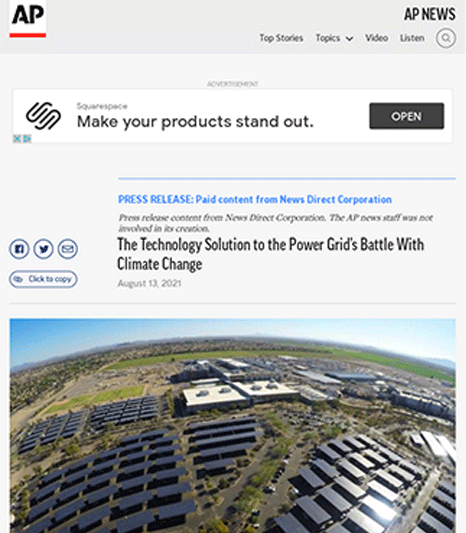 AP
AP NEWS
Top Stories Topics Video Listen
ADVERTISEMENT
Squarespace
Make your products stand out.
OPEN
PRESS RELEASE: Paid content from News Direct Corporation
Press release content from News Direct Corporation. The AP news staff was not
involved in its creation.
The Technology Solution to the Power Grid's Battle With
Climate Change
Click to copy
August 13, 2021